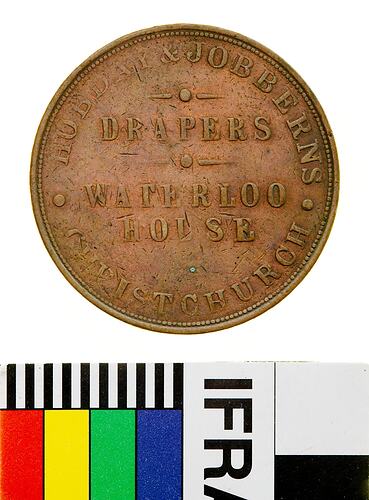 HOBDAY & JOBBERNS
DRAPERS
WATERLOO
HOUSE
CHRISTCHURCH
IFRA